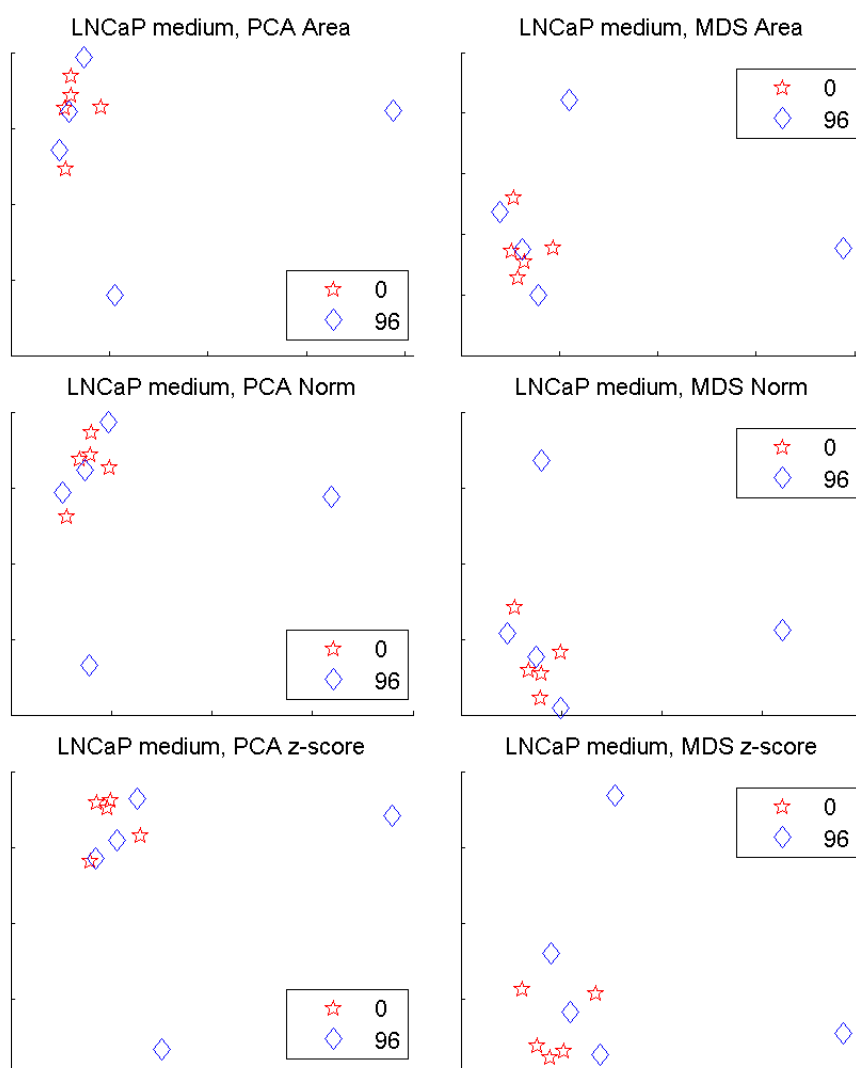 LNCaP medium, PCA Area
0
96
LNCaP medium, MDS Area
0
96
LNCaP medium, PCA Norm
0
96
LNCaP medium, MDS Norm
0
96
LNCaP medium, PCA z-score
0
96
LNCaP medium, MDS z-score
0
96